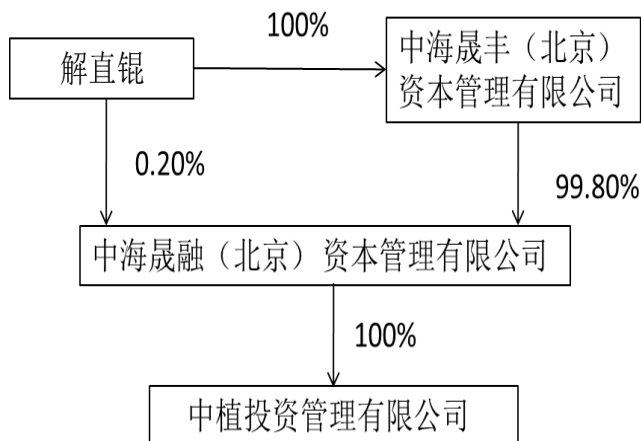 100%
解直锟
中海晟丰（北京）
资本管理有限公司
0.20%
99.80%
中海晟融（北京）资本管理有限公司
100%
中植投资管理有限公司